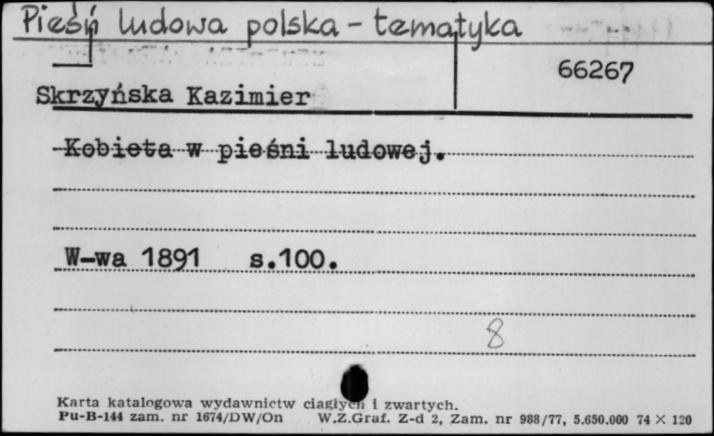 Pieśń ludowa polska - tematyka
66267
Skrzyńska Kazimier
Kobieta w pieśni ludowej.
W-wa 1891 s.100.
8
Karta katalogowa wydawnictw ciągłych i zwartych.
Pu-B-144 zam. nr 1674/DW/On W.Z.Graf. Z-d 2, Zam. nr 988/77, 5.650.000 74 × 120